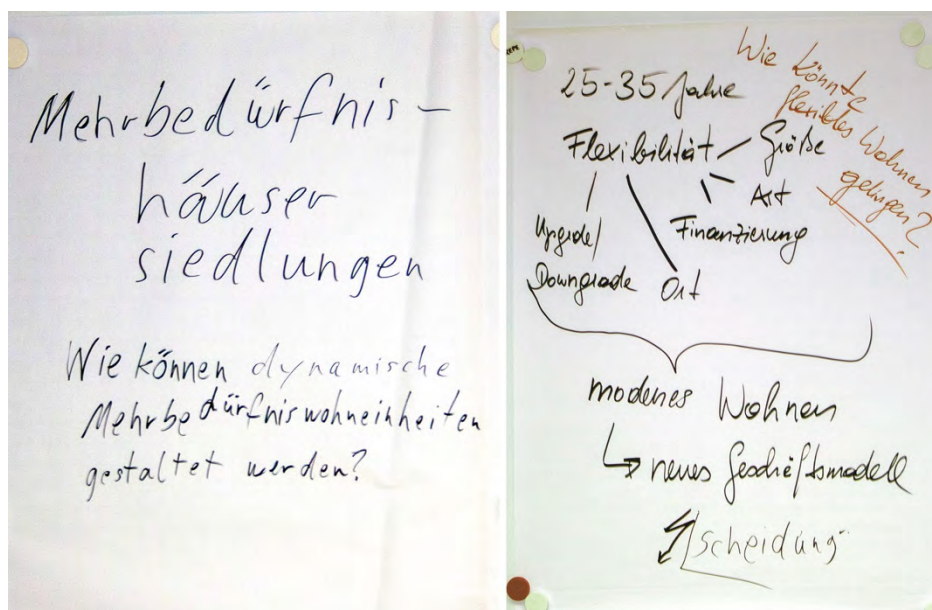 Mehrbedürfnis-
häuser
siedlungen
Wie können dynamische
Mehrbedürfniswohneinheiten
gestaltet werden?
25-35 Jahre
Wie könnte
flexibles Wohnen
gelingen?
Flexibilität
Größe
Art
Finanzierung
Upgrade/
Downgrade
Ort
modernes Wohnen
neues Geschäftsmodell
Scheidung